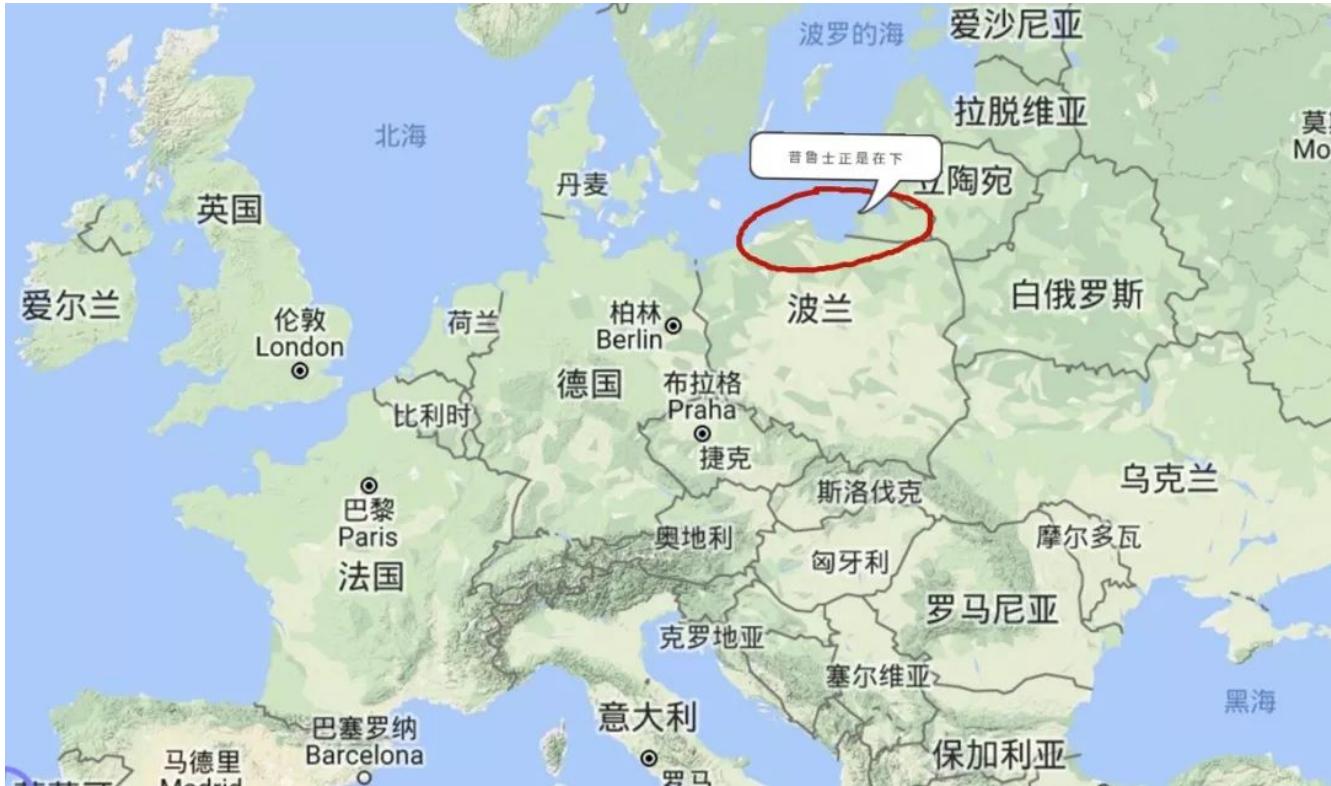 波罗的海
爱沙尼亚
拉脱维亚
北海
普鲁士正是在下
丹麦
陶宛
英国
爱尔兰
伦敦
London
荷兰
柏林
Berlin
波兰
白俄罗斯
德国
布拉格
Praha
比利时
捷克
巴黎
Paris
斯洛伐克
乌克兰
奥地利
摩尔多瓦
匈牙利
法国
罗马尼亚
克罗地亚
塞尔维亚
黑海
意大利
巴塞罗纳
Barcelona
保加利亚
马德里
Madrid
罗马